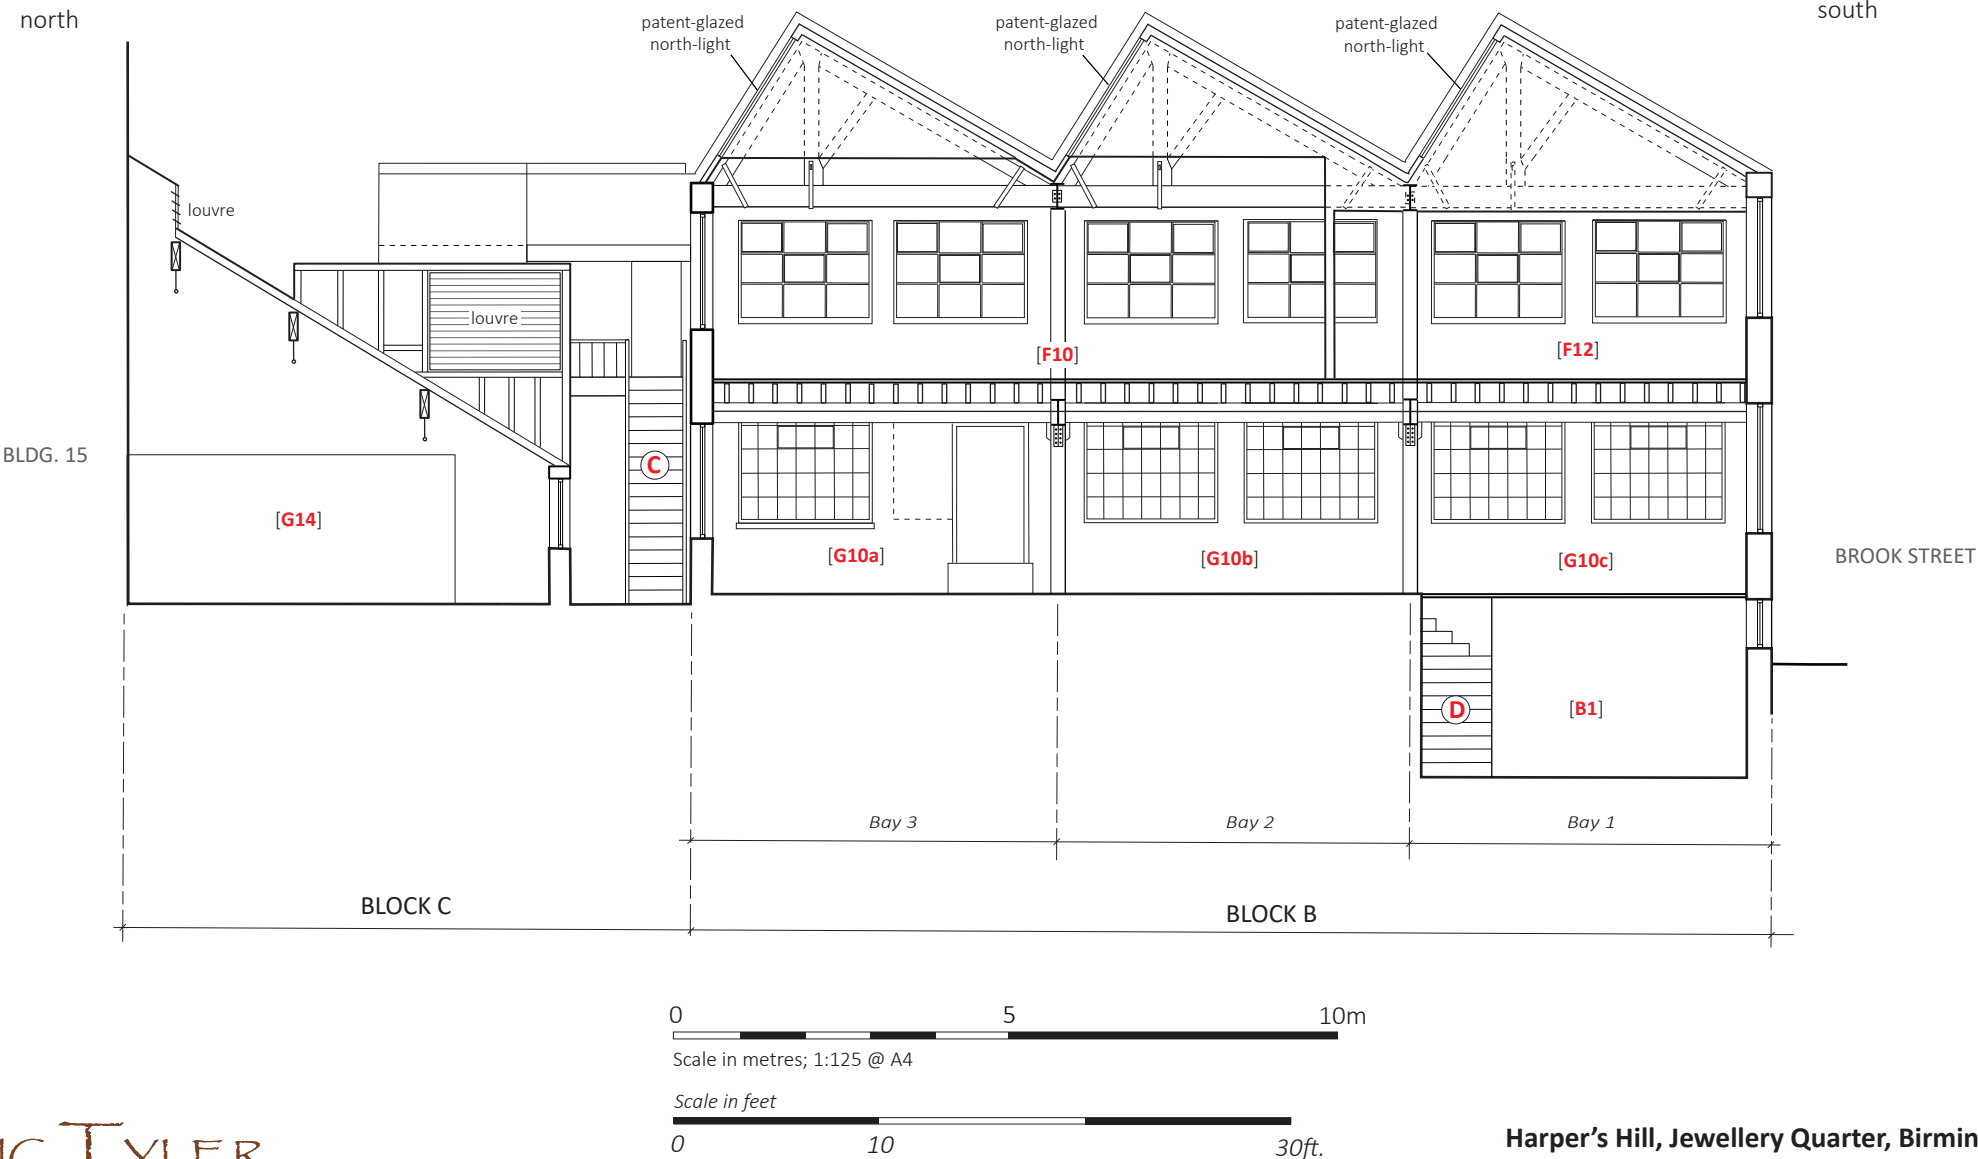 north
south
patent-glazed
north-light
patent-glazed
north-light
patent-glazed
north-light
louvre
louvre
[F10]
[F12]
BLDG. 15
C
[G14]
[G10a]
[G10b]
[G10c]
BROOK STREET
D
[B1]
Bay 3
Bay 2
Bay 1
BLOCK C
BLOCK B
0 5 10m
Scale in metres; 1:125 @ A4
Scale in feet
0 10 30ft.
TYLER
Harper's Hill, Jewellery Quarter, Birmin